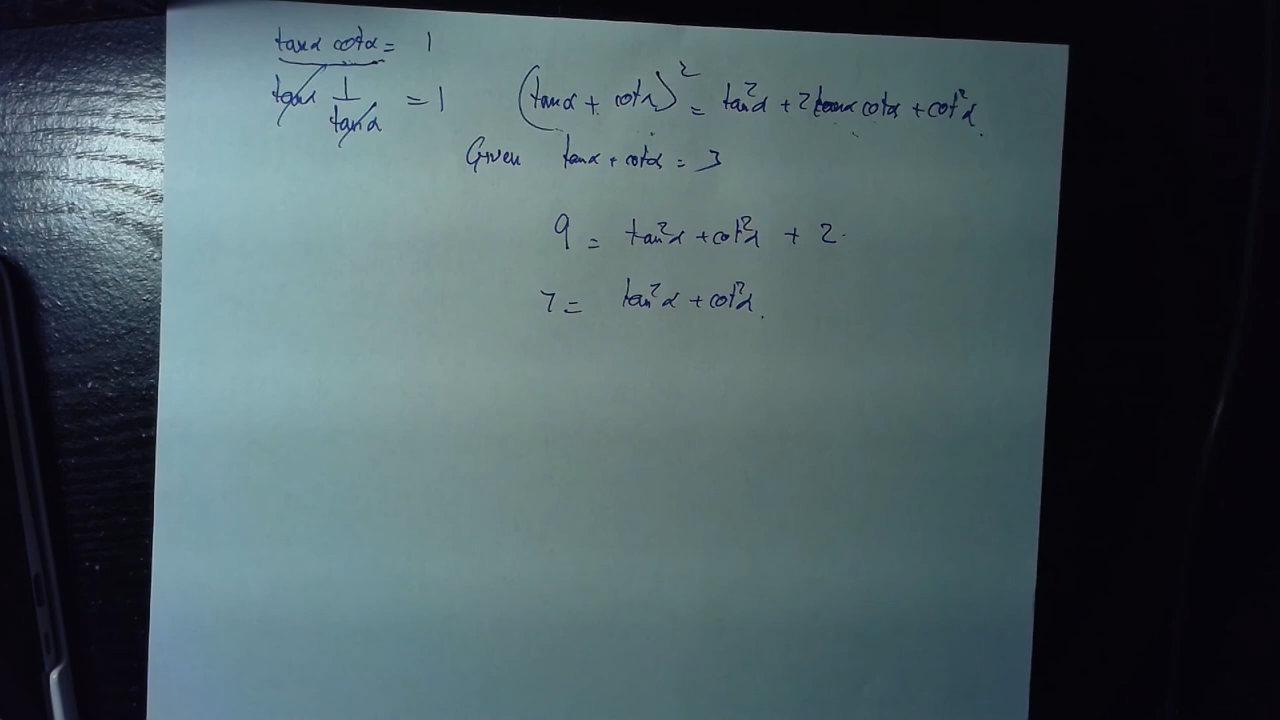 tanα cotα = 1
tanα 1/tanα = 1
(tanα + cotα)² = tan²α + 2tanα cotα + cot²α.
Given tanα + cotα = 3
9 = tan²α + cot²α + 2.
7 = tan²α + cot²α.